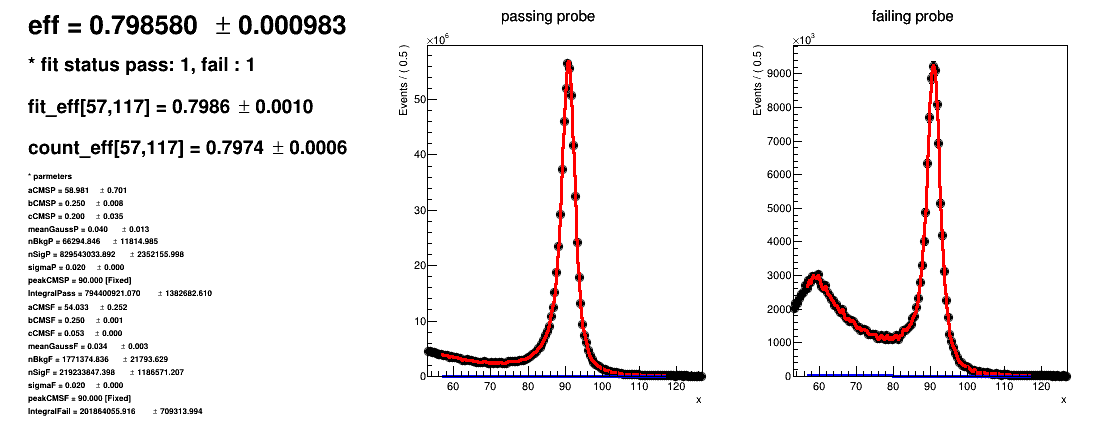 eff = 0.798580 ± 0.000983
* fit status pass: 1, fail : 1
fit_eff[57,117] = 0.7986 ± 0.0010
count_eff[57,117] = 0.7974 ± 0.0006
* parmeters
aCMSP = 58.981 ± 0.701
bCMSP = 0.250 ± 0.008
cCMSP = 0.200 ± 0.035
meanGaussP = 0.040 ± 0.013
nBkgP = 66294.846 ± 11814.985
nSigP = 829543033.892 ± 2352155.998
sigmaP = 0.020 ± 0.000
peakCMSP = 90.000 [Fixed]
IntegralPass = 794400921.070 ± 1382682.610
aCMSF = 54.033 ± 0.252
bCMSF = 0.250 ± 0.001
cCMSF = 0.053 ± 0.000
meanGaussF = 0.034 ± 0.003
nBkgF = 1771374.836 ± 21793.629
nSigF = 219233847.398 ± 1186571.207
sigmaF = 0.020 ± 0.000
peakCMSF = 90.000 [Fixed]
IntegralFail = 201864055.916 ± 709313.994
passing probe
×10⁶
Events / ( 0.5 )
50
40
30
20
10
0
60 70 80 90 100 110 120
x
failing probe
×10³
Events / ( 0.5 )
9000
8000
7000
6000
5000
4000
3000
2000
1000
0
60 70 80 90 100 110 120
x